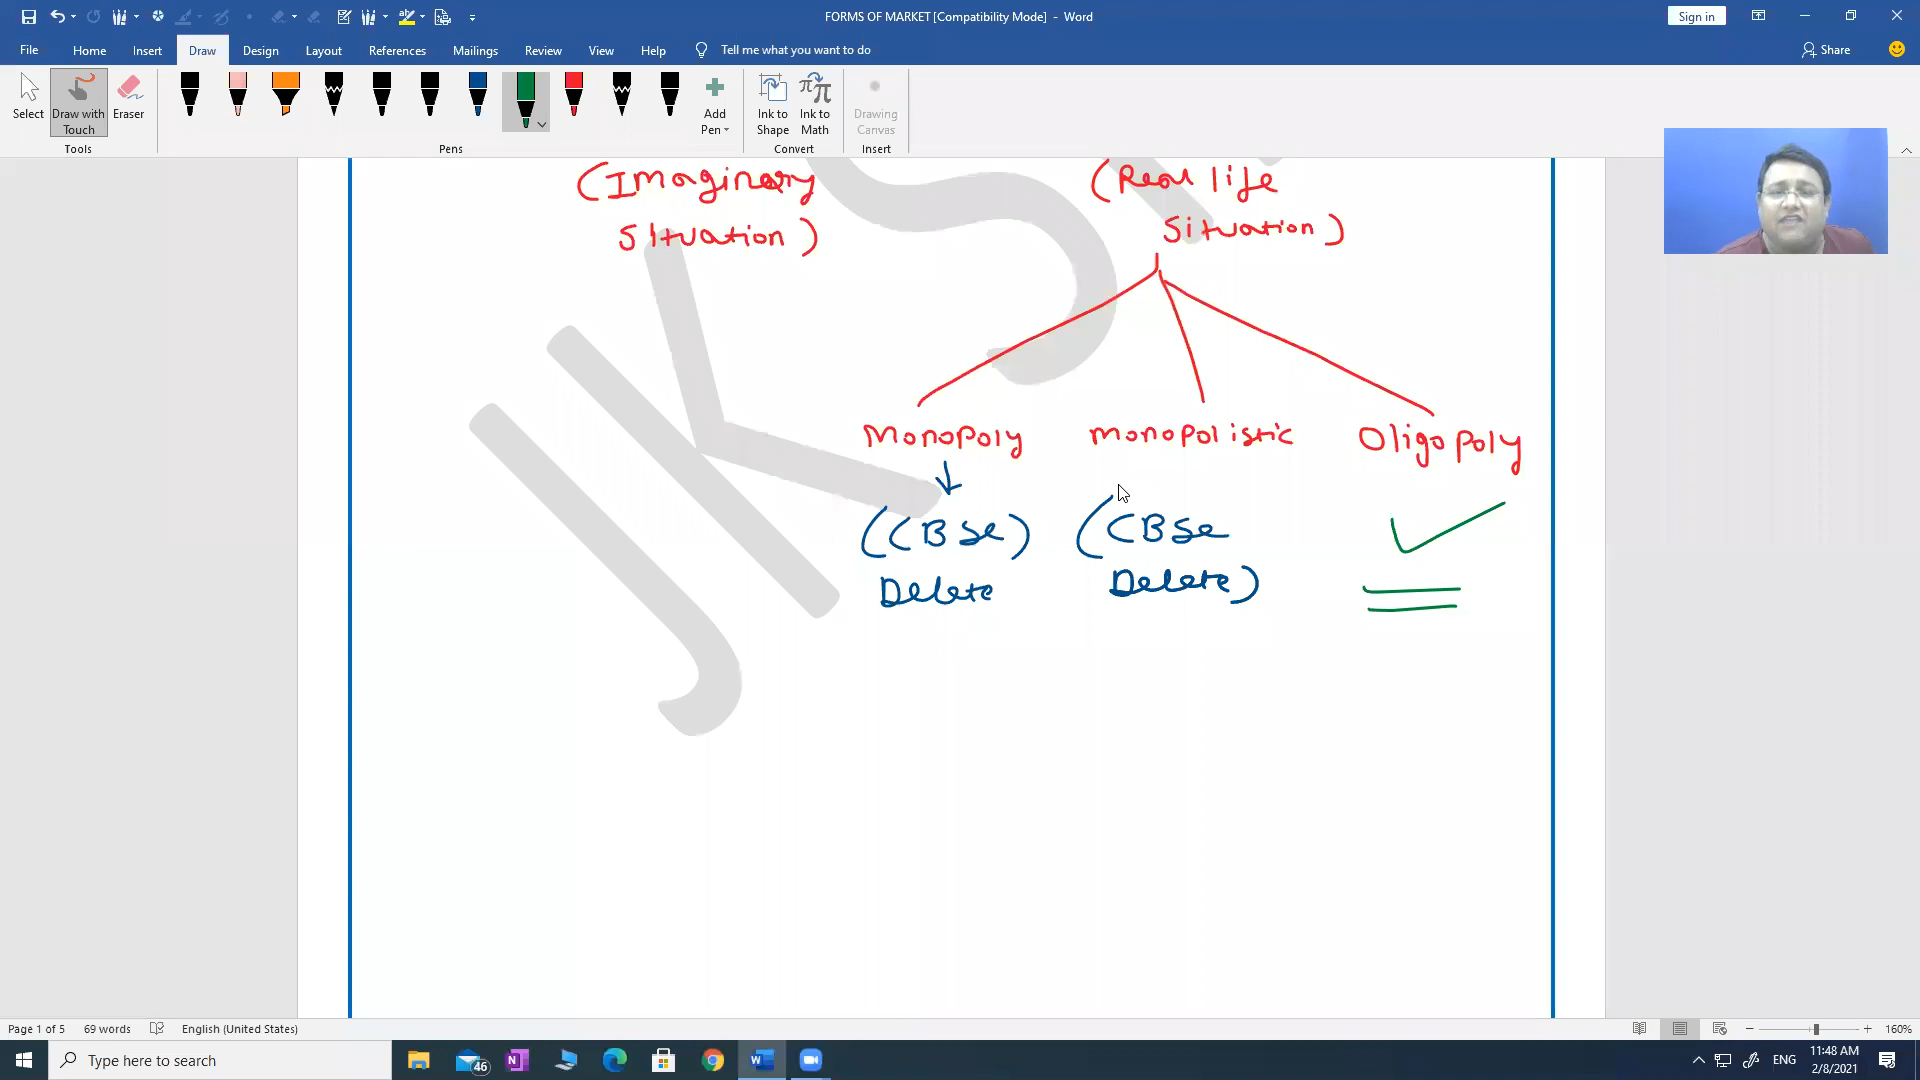 FORMS OF MARKET [Compatibility Mode] - Word
Sign in
File Home Insert Draw Design Layout References Mailings Review View Help Tell me what you want to do
Share
Select
Draw with Touch
Eraser
Add Pen
Ink to Shape
Ink to Math
Drawing Canvas
Tools
Pens
Convert
Insert
(Imaginary
Situation)
(Real life
Situation)
Monopoly monopolistic Oligopoly
(CBSE) (CBSE
Delete Delete)
JKS
Page 1 of 5 69 words English (United States) 160%
Type here to search
46
ENG
11:48 AM
2/8/2021